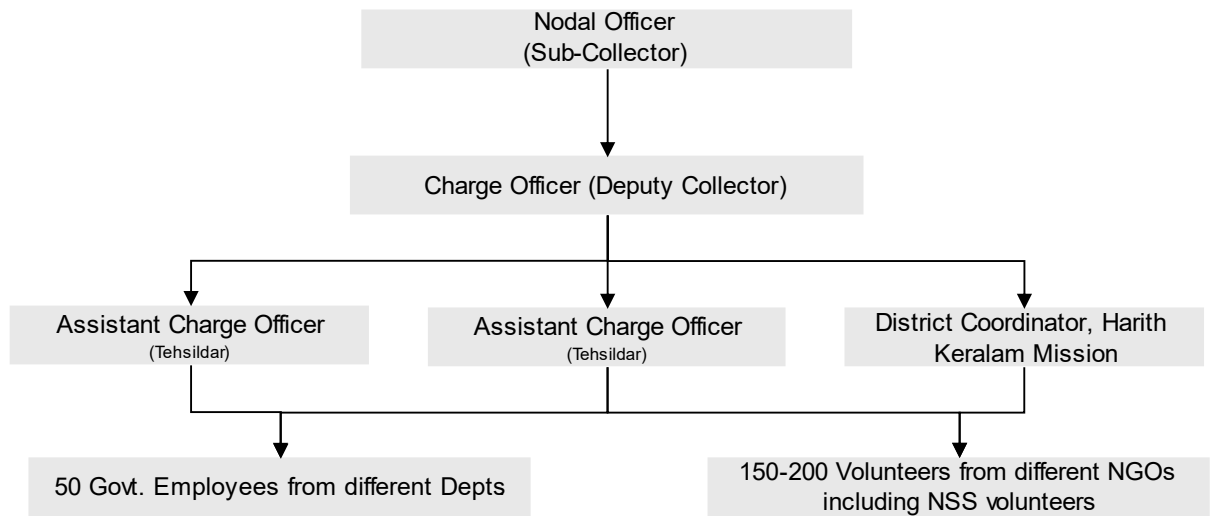 Nodal Officer
(Sub-Collector)
Charge Officer (Deputy Collector)
Assistant Charge Officer
(Tehsildar)
Assistant Charge Officer
(Tehsildar)
District Coordinator, Harith
Keralam Mission
50 Govt. Employees from different Depts
150-200 Volunteers from different NGOs
including NSS volunteers